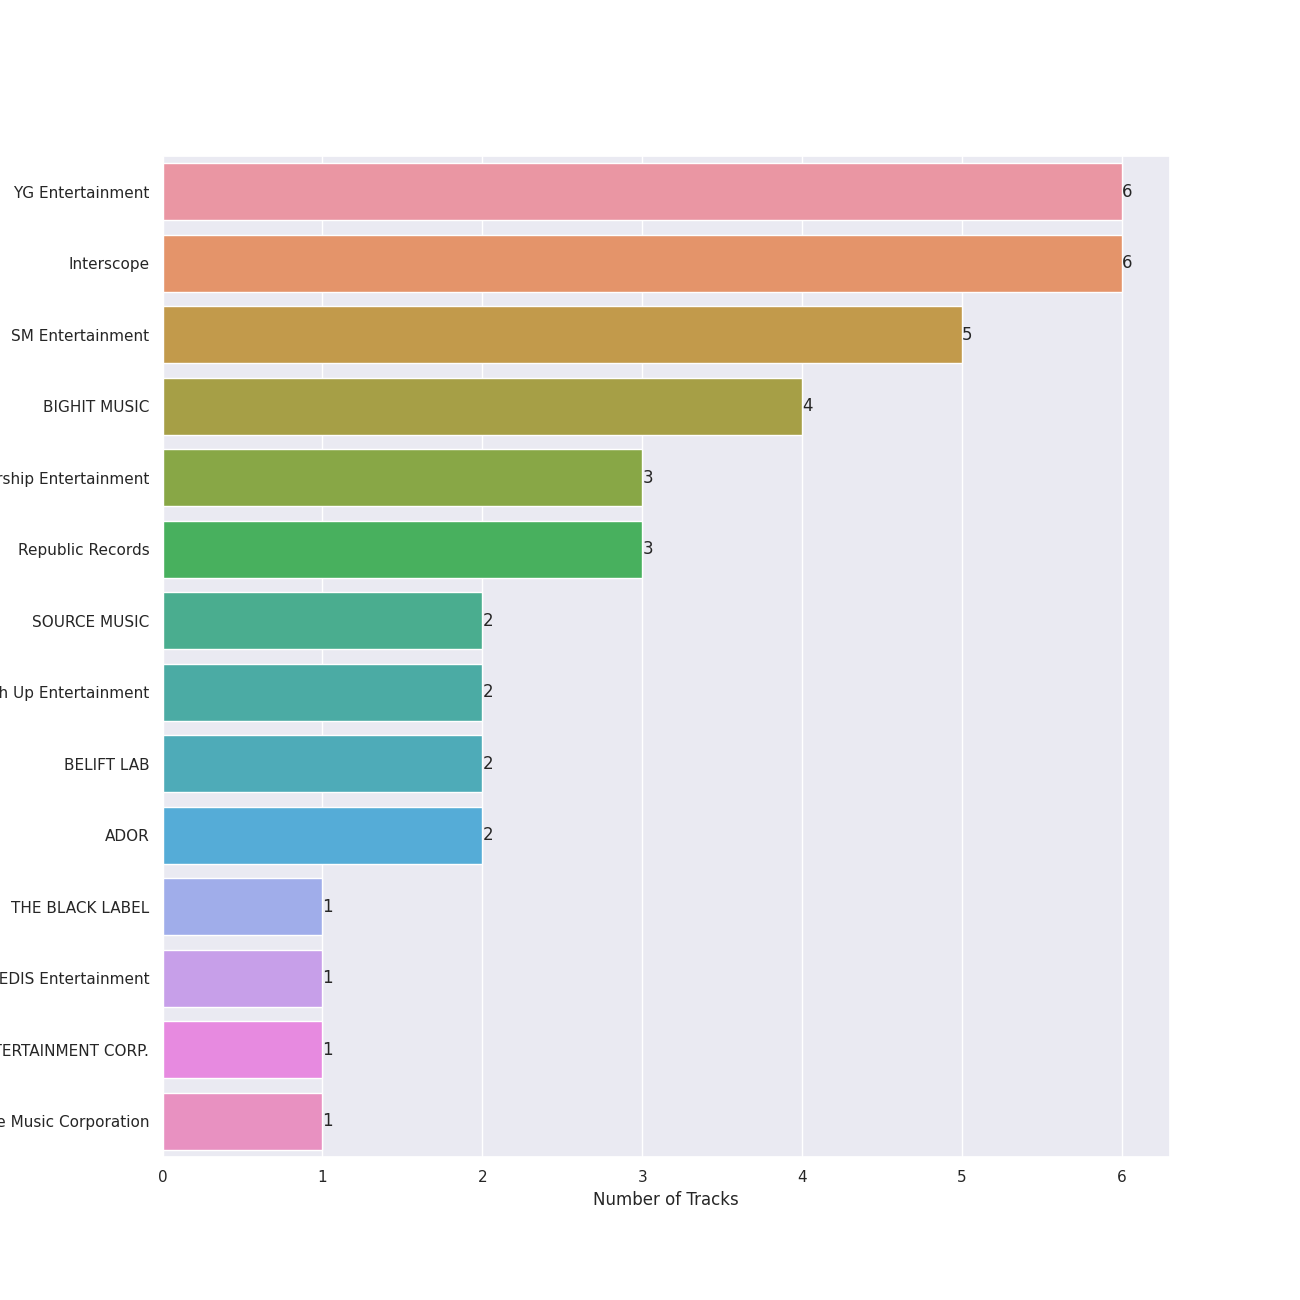 YG Entertainment 6
Interscope 6
SM Entertainment 5
BIGHIT MUSIC 4
rship Entertainment 3
Republic Records 3
SOURCE MUSIC 2
h Up Entertainment 2
BELIFT LAB 2
ADOR 2
THE BLACK LABEL 1
EDIS Entertainment 1
TERTAINMENT CORP. 1
e Music Corporation 1
0 1 2 3 4 5 6
Number of Tracks